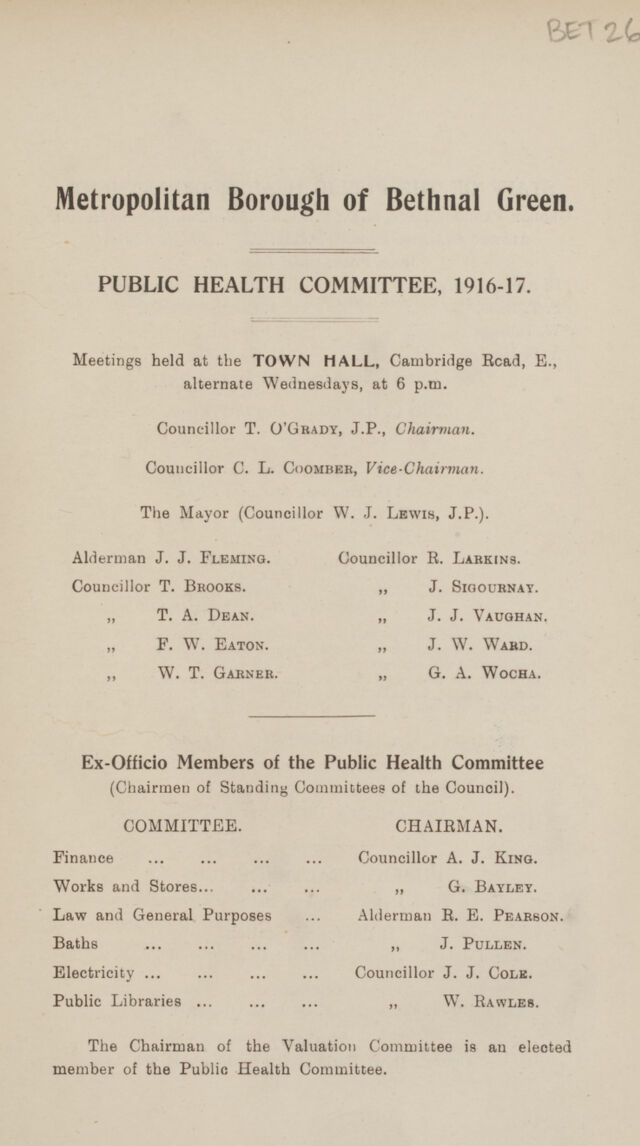 BET 26
Metropolitan Borough of Bethnal Green.
PUBLIC HEALTH COMMITTEE, 1916-17.
Meetings held at the TOWN HALL, Cambridge Road, E.,
alternate Wednesdays, at 6 p.m.
Councillor T. O'GRADY, J.P., Chairman.
Councillor C. L. COOMBER, Vice-Chairman.
The Mayor (Councillor W. J. LEWIS, J.P.).
Alderman J. J. FLEMING. Councillor R. LARKINS.
Councillor T. BROOKS. „ J. SIGOURNAY.
„ T. A. DEAN. „ J. J. VAUGHAN.
„ F. W. EATON. „ J. W. WARD.
„ W. T. GARNER. „ G. A. WOCHA.
Ex-Officio Members of the Public Health Committee
(Chairmen of Standing Committees of the Council).
COMMITTEE. CHAIRMAN.
Finance ... ... ... ... Councillor A. J. KING.
Works and Stores... ... ... „ G. BAYLEY.
Law and General Purposes ... Alderman R. E. PEARSON.
Baths ... ... ... ... „ J. PULLEN.
Electricity ... ... ... ... Councillor J. J. COLE.
Public Libraries ... ... ... „ W. RAWLES.
The Chairman of the Valuation Committee is an elected
member of the Public Health Committee.